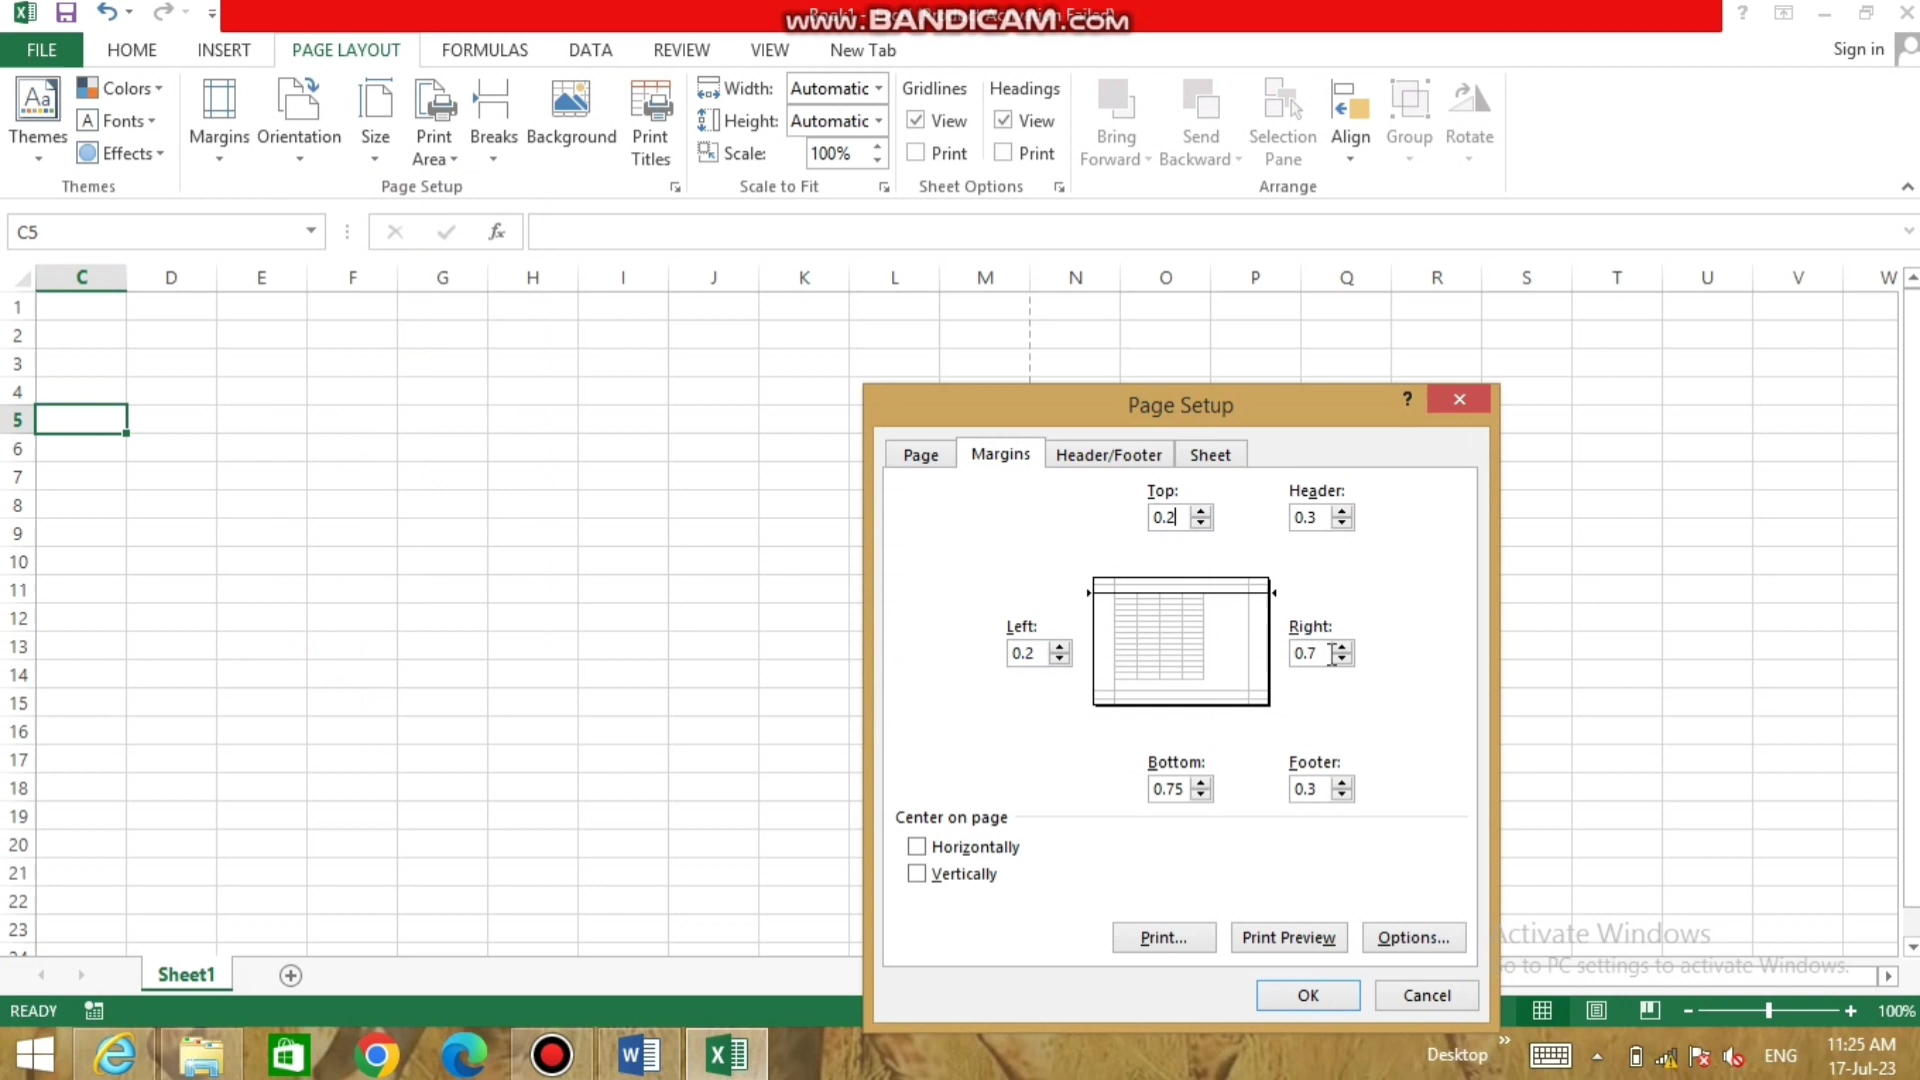 www.BANDICAM.com
FILE HOME INSERT PAGE LAYOUT FORMULAS DATA REVIEW VIEW New Tab Sign in
Themes Colors Fonts Effects
Themes
Margins Orientation Size Print Area Breaks Background Print Titles
Page Setup
Width: Automatic
Height: Automatic
Scale: 100%
Scale to Fit
Gridlines Headings
View View
Print Print
Sheet Options
Bring Forward Send Backward Selection Pane Align Group Rotate
Arrange
C5 fx
C D E F G H I J K L M N O P Q R S T U V W
1
2
3
4
5
6
7
8
9
10
11
12
13
14
15
16
17
18
19
20
21
22
23
Page Setup ?
Page Margins Header/Footer Sheet
Top: Header:
0.2 0.3
Left: Right:
0.2 0.7
Bottom: Footer:
0.75 0.3
Center on page
Horizontally
Vertically
Print... Print Preview Options...
OK Cancel
Activate Windows
Go to PC settings to activate Windows.
Sheet1
READY 100%
Desktop ENG 11:25 AM
17-Jul-23